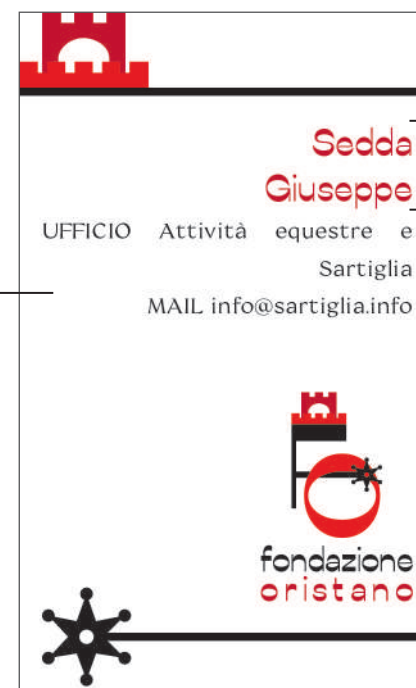 Sedda
Giuseppe
UFFICIO Attività equestre e
Sartiglia
MAIL info@sartiglia.info
fondazione
oristano